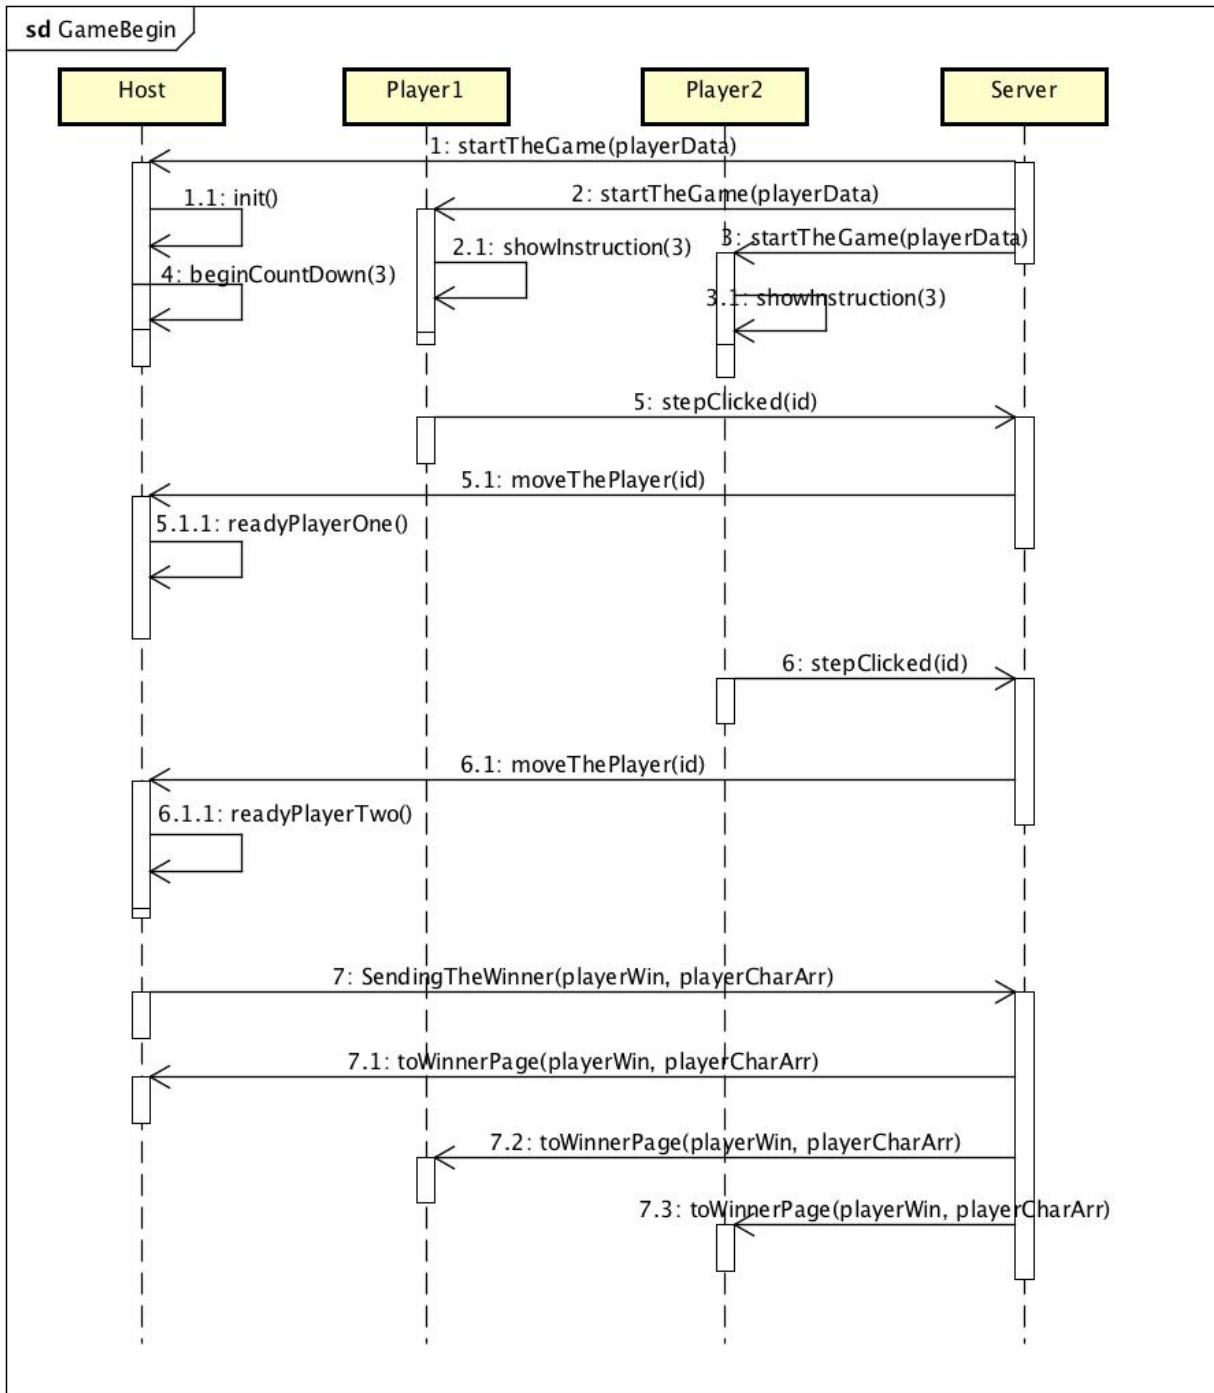 sd GameBegin
Host
Player1
Player2
Server
1: startTheGame(playerData)
1.1: init()
2: startTheGame(playerData)
3: startTheGame(playerData)
2.1: showInstruction(3)
4: beginCountDown(3)
3.1: showInstruction(3)
5: stepClicked(id)
5.1: moveThePlayer(id)
5.1.1: readyPlayerOne()
6: stepClicked(id)
6.1: moveThePlayer(id)
6.1.1: readyPlayerTwo()
7: SendingTheWinner(playerWin, playerCharArr)
7.1: toWinnerPage(playerWin, playerCharArr)
7.2: toWinnerPage(playerWin, playerCharArr)
7.3: toWinnerPage(playerWin, playerCharArr)